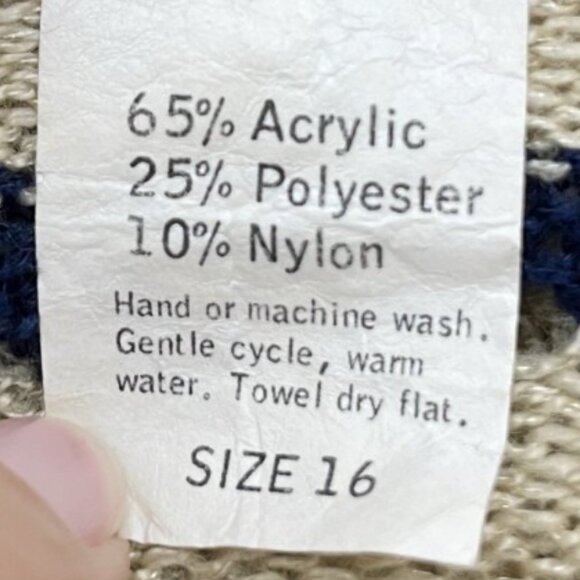 65% Acrylic
25% Polyester
10% Nylon
Hand or machine wash.
Gentle cycle, warm
water. Towel dry flat.
SIZE 16